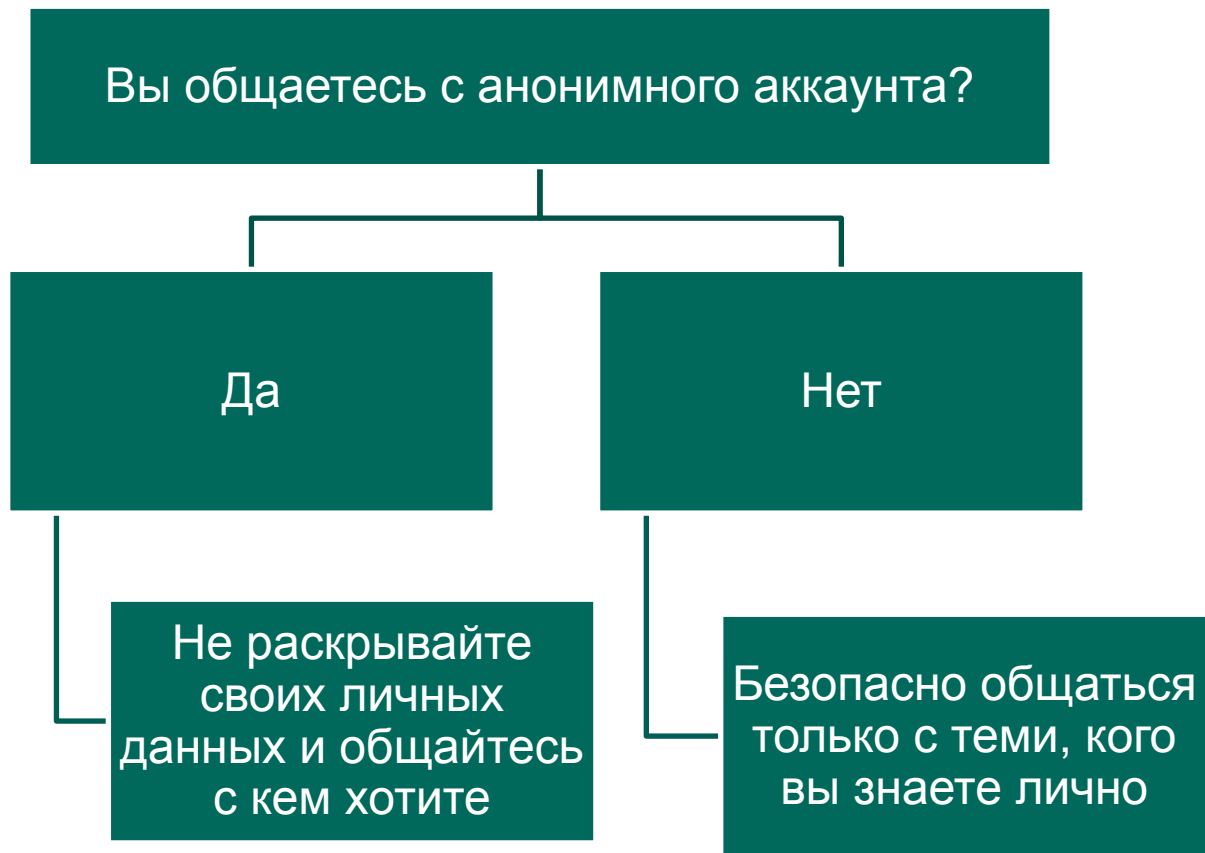 Вы общаетесь с анонимного аккаунта?
Да
Нет
Не раскрывайте
своих личных
данных и общайтесь
с кем хотите
Безопасно общаться
только с теми, кого
вы знаете лично